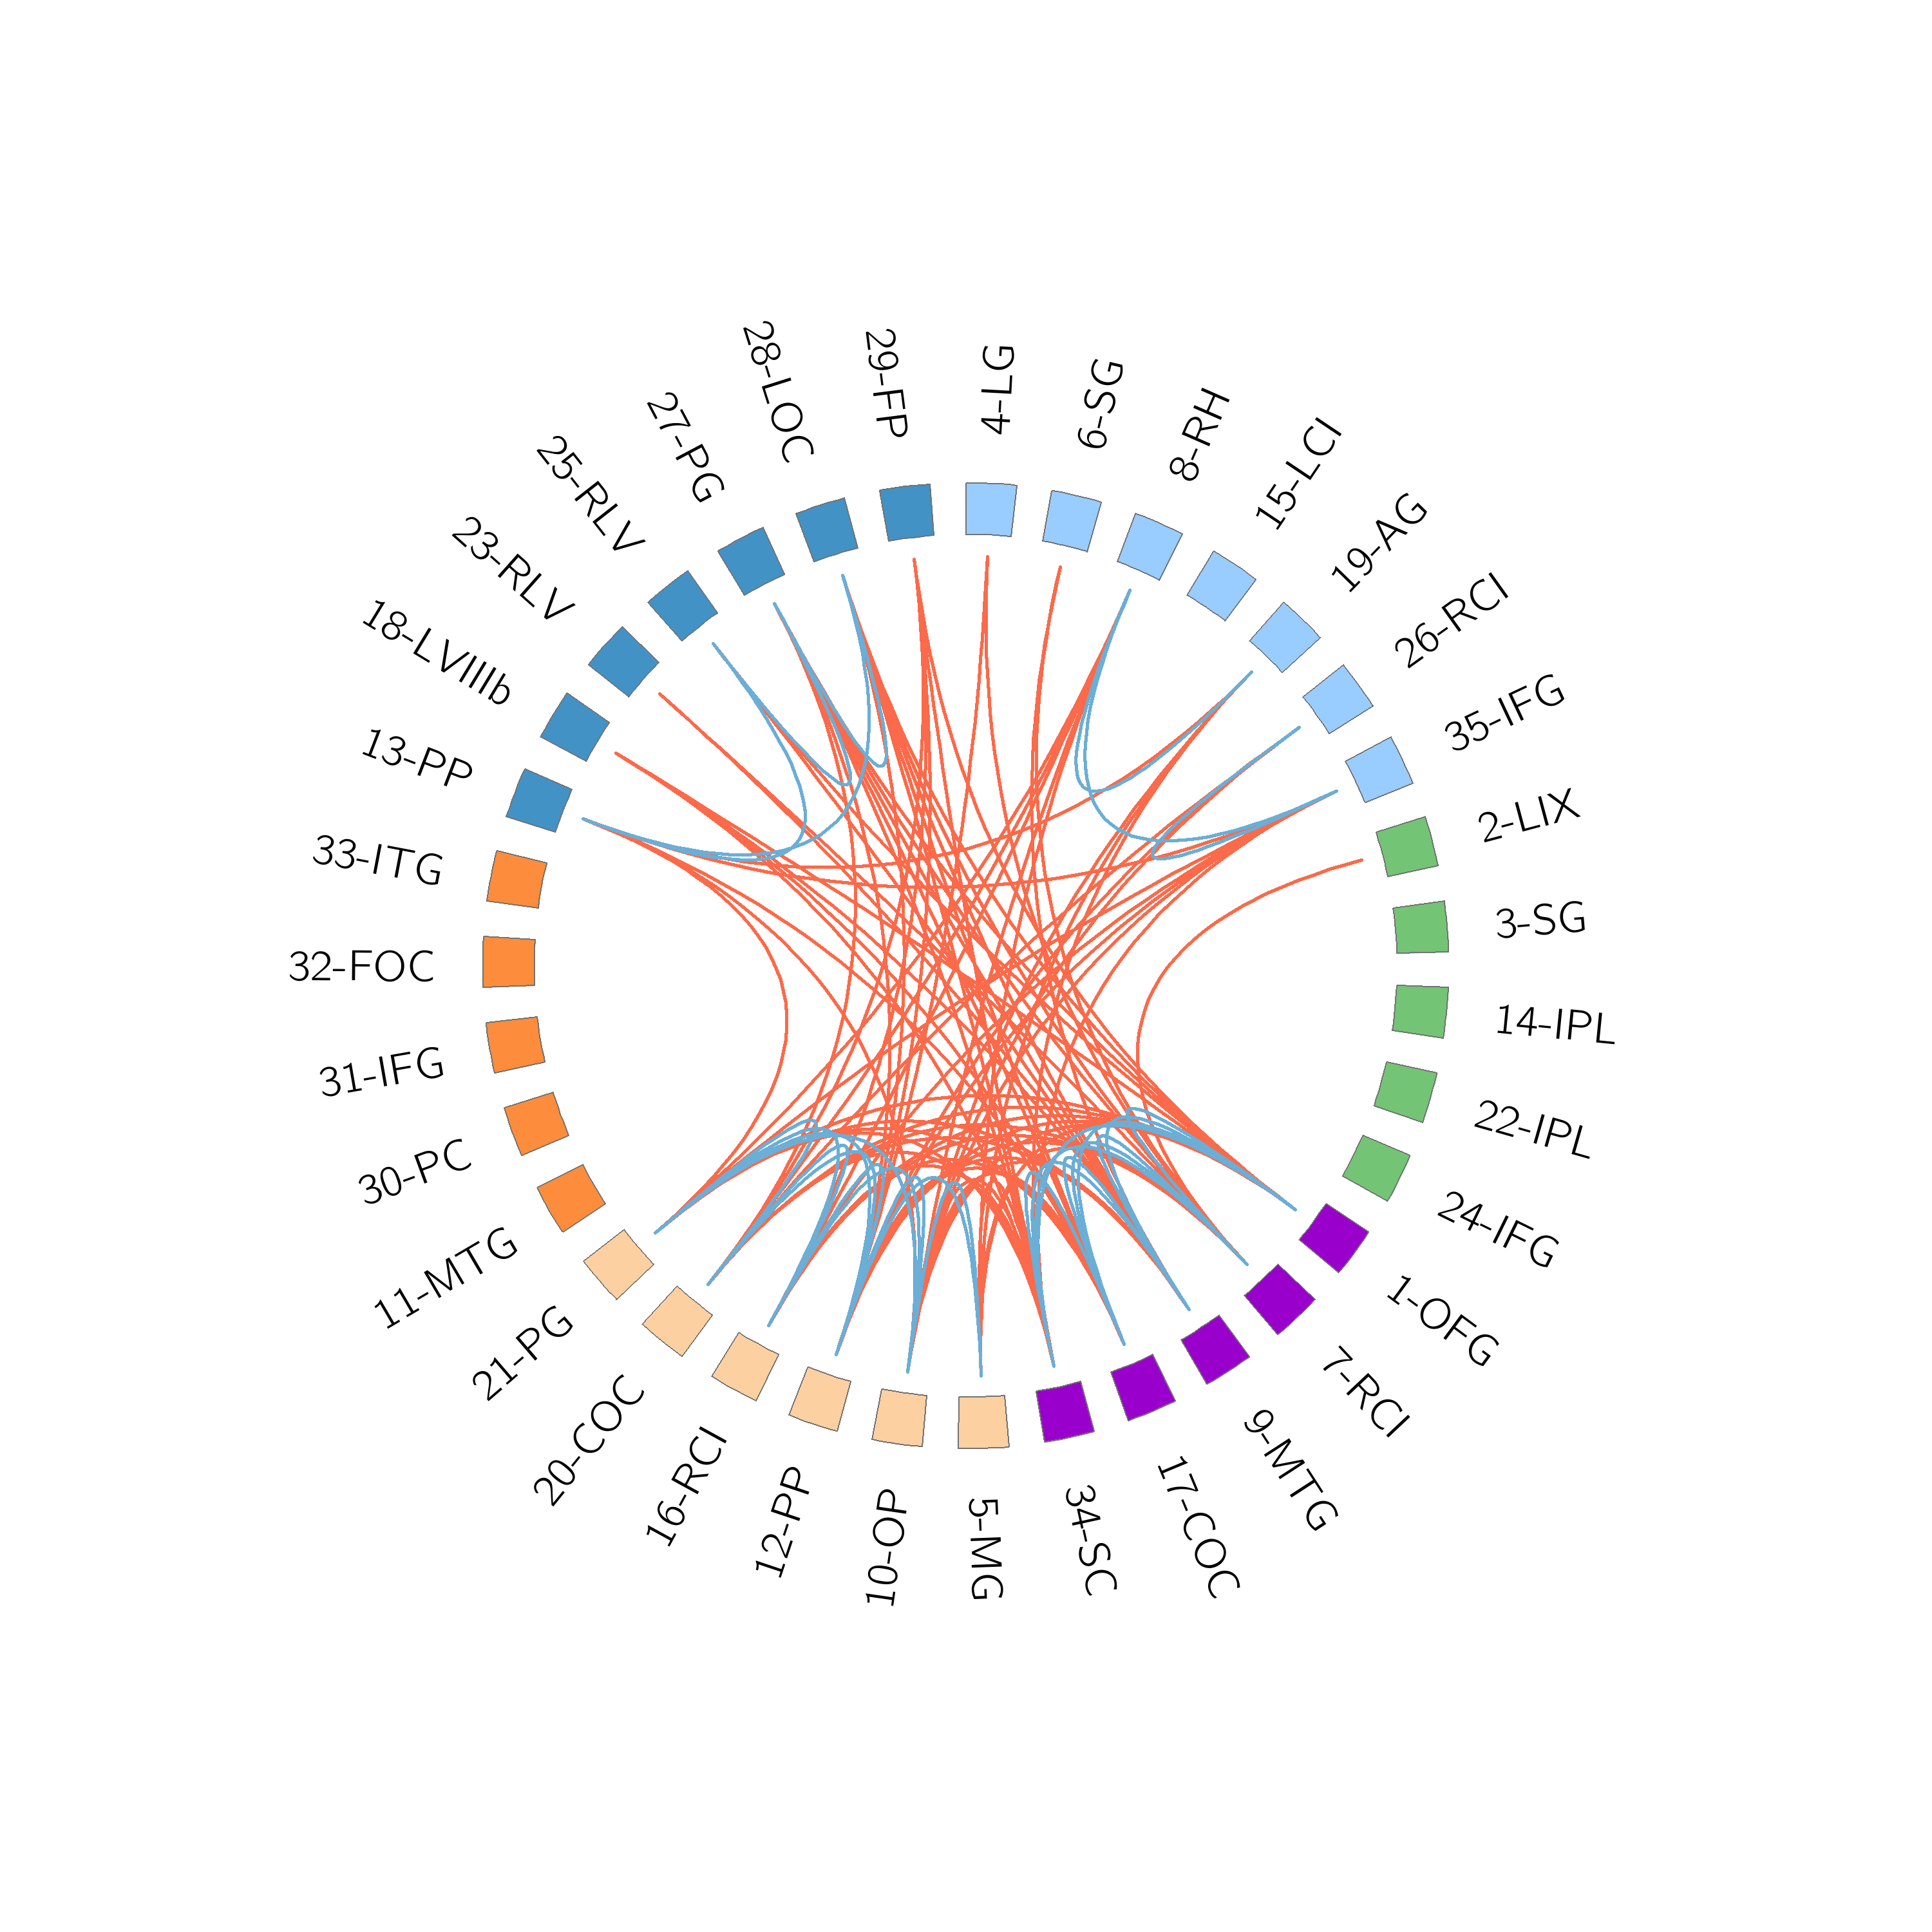 4-LG
6-SG
8-RH
15-LCI
19-AG
26-RCI
35-IFG
2-LIX
3-SG
14-IPL
22-IPL
24-IFG
1-OFG
7-RCI
9-MTG
17-COC
34-SC
5-MG
10-OP
12-PP
16-RCI
20-COC
21-PG
11-MTG
30-PC
31-IFG
32-FOC
33-ITG
13-PP
18-LVIIIb
23-RLV
25-RLV
27-PG
28-LOC
29-FP